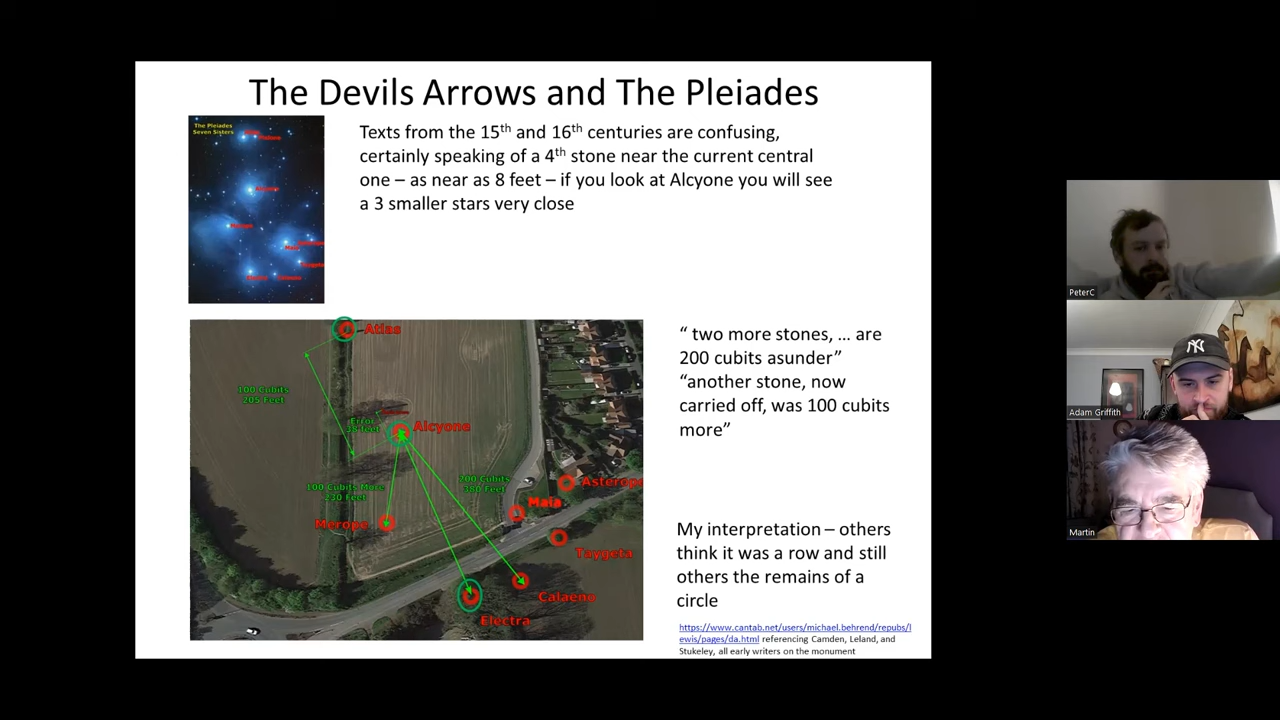 The Devils Arrows and The Pleiades
The Pleiades
Seven Sisters
Texts from the 15th and 16th centuries are confusing,
certainly speaking of a 4th stone near the current central
one – as near as 8 feet – if you look at Alcyone you will see
a 3 smaller stars very close
Atlas
100 Cubits
205 Feet
Error
38 feet
Alcyone
100 Cubits More
230 Feet
200 Cubits
380 Feet
Merope
Maia
Asterope
Taygeta
Calaeno
Electra
“ two more stones, … are
200 cubits asunder”
“another stone, now
carried off, was 100 cubits
more”
My interpretation – others
think it was a row and still
others the remains of a
circle
https://www.cantab.net/users/michael.behrend/repubs/l
ewis/pages/da.html referencing Camden, Leland, and
Stukeley, all early writers on the monument
PeterC
Adam Griffith
Martin